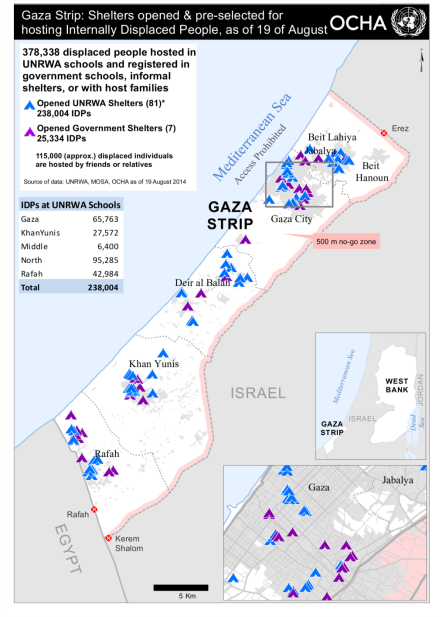 Gaza Strip: Shelters opened & pre-selected for
hosting Internally Displaced People, as of 19 of August
OCHA
378,338 displaced people hosted in
UNRWA schools and registered in
government schools, informal
shelters, or with host families
Opened UNRWA Shelters (81)*
238,004 IDPs
Opened Government Shelters (7)
25,334 IDPs
115,000 (approx.) displaced individuals
are hosted by friends or relatives
Source of data: UNRWA, MOSA, OCHA as of 19 August 2014
IDPs at UNRWA Schools
Gaza 65,763
KhanYunis 27,572
Middle 6,400
North 95,285
Rafah 42,984
Total 238,004
Mediterranean Sea
Access Prohibited
Beit Lahiya
Erez
Jabalya
Beit
Hanoun
GAZA
STRIP
Gaza City
500 m no-go zone
Deir al Balah
Khan Yunis
ISRAEL
Rafah
Rafah
EGYPT
Kerem
Shalom
5 Km
Mediterranean Sea
WEST
BANK
JORDAN
ISRAEL
GAZA
STRIP
Dead
Sea
Gaza
Jabalya